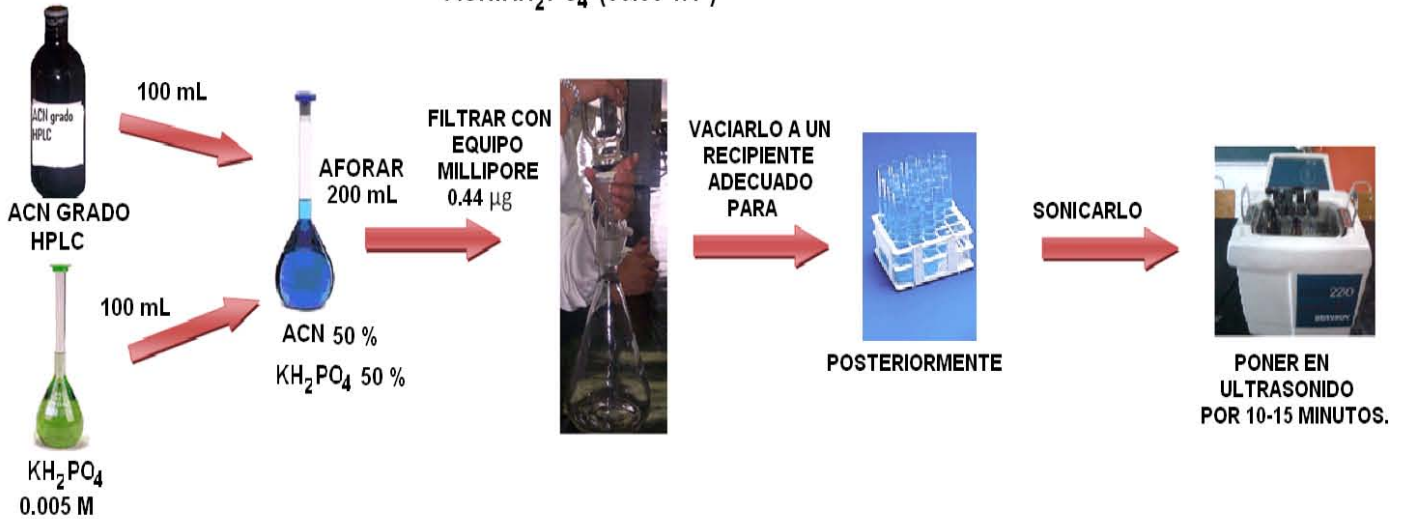 100 mL
ACN grado
HPLC
ACN GRADO
HPLC
100 mL
KH₂PO₄
0.005 M
AFORAR
200 mL
ACN 50 %
KH₂PO₄ 50 %
FILTRAR CON
EQUIPO
MILLIPORE
0.44 µg
VACIARLO A UN
RECIPIENTE
ADECUADO
PARA
POSTERIORMENTE
SONICARLO
220
PONER EN
ULTRASONIDO
POR 10-15 MINUTOS.